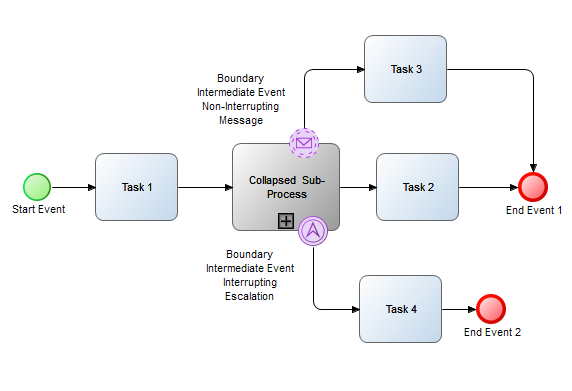 Task 3
Boundary
Intermediate Event
Non-Interrupting
Message
Start Event
Task 1
Collapsed Sub-
Process
Task 2
End Event 1
Boundary
Intermediate Event
Interrupting
Escalation
Task 4
End Event 2